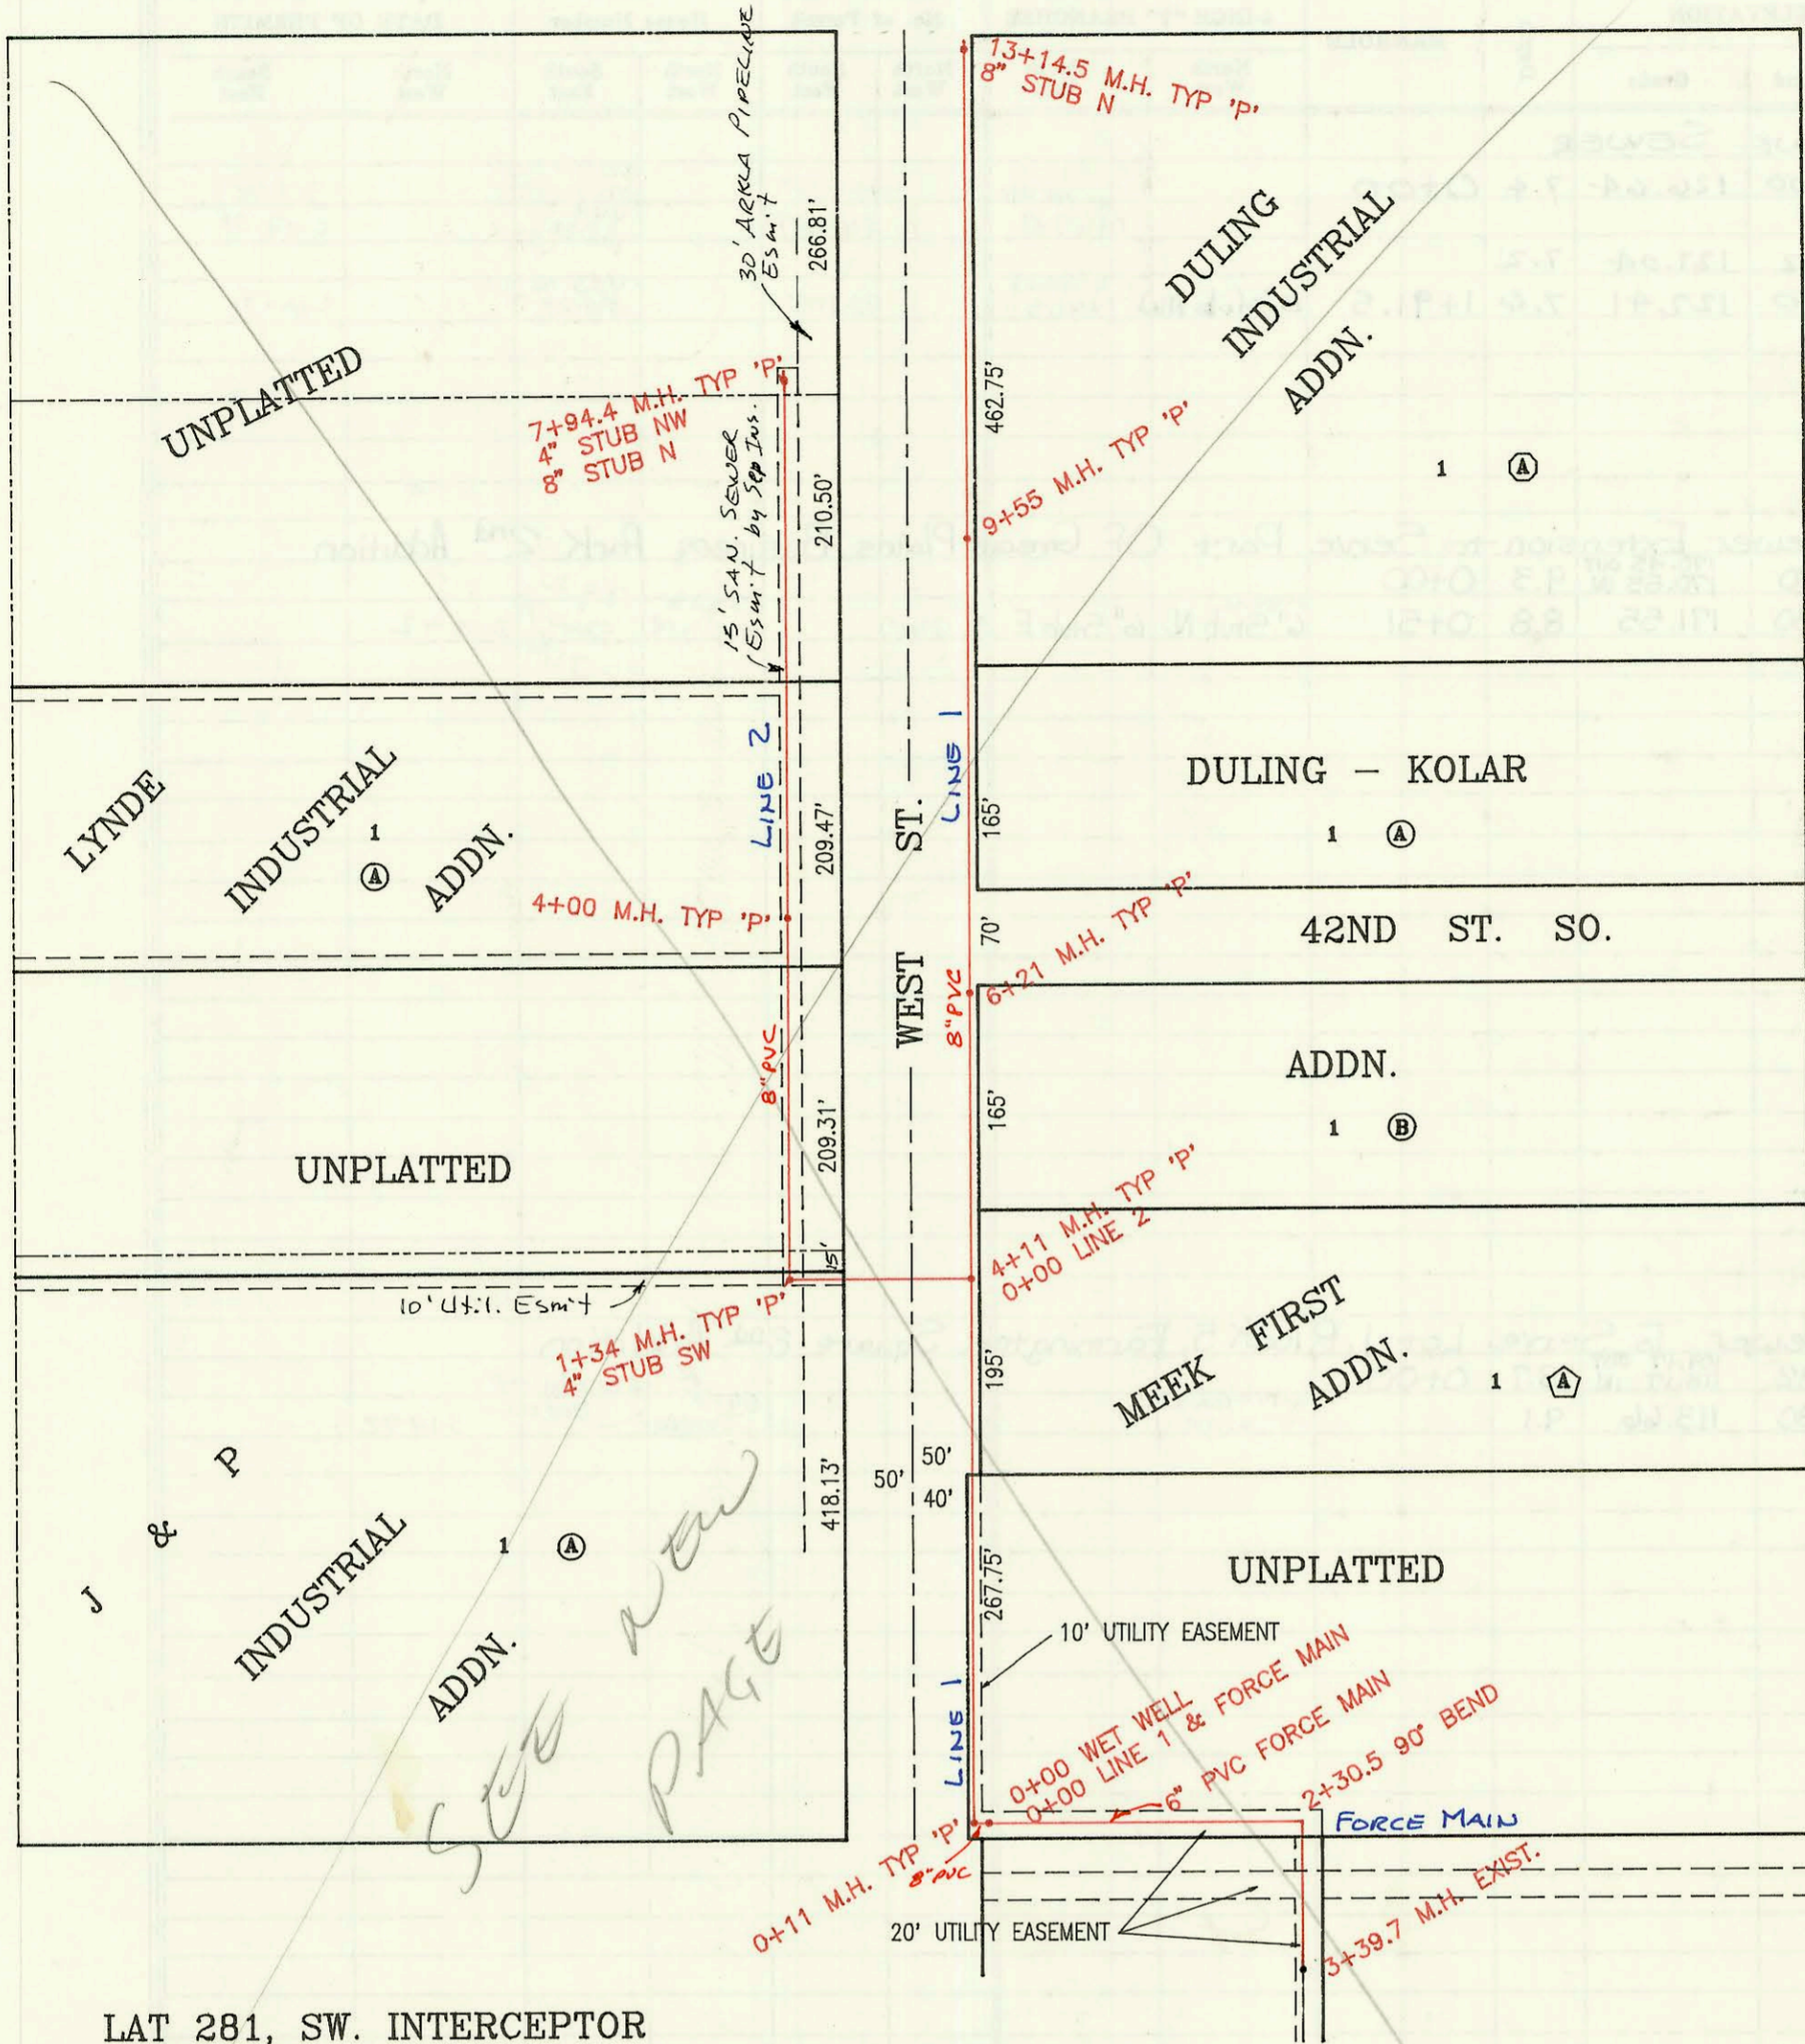 13+14.5 M.H. TYP 'P'
8" STUB N
30' ARKLA PIPELINE
Esm't
266.81'
DULING
INDUSTRIAL
ADDN.
1 A
462.75'
UNPLATTED
7+94.4 M.H. TYP 'P'
4" STUB NW
8" STUB N
15' SAN. SEWER
Esm't by Sep Ins.
210.50'
9+55 M.H. TYP 'P'
LYNDE
INDUSTRIAL
ADDN.
1
A
LINE 2
209.47'
WEST ST.
LINE 1
165'
DULING - KOLAR
1 A
4+00 M.H. TYP 'P'
70'
42ND ST. SO.
6+21 M.H. TYP 'P'
8" PVC
8" PVC
ADDN.
1 B
165'
UNPLATTED
209.31'
15'
4+11 M.H. TYP 'P'
0+00 LINE 2
10' Util. Esm't
1+34 M.H. TYP 'P'
4" STUB SW
195'
MEEK FIRST
ADDN.
1 A
50'
50'
40'
418.13'
J & P
INDUSTRIAL
ADDN.
1 A
SEE NEW
PAGE
267.75'
UNPLATTED
10' UTILITY EASEMENT
LINE 1
0+00 WET WELL
0+00 LINE 1 & FORCE MAIN
6" PVC FORCE MAIN
2+30.5 90° BEND
FORCE MAIN
0+11 M.H. TYP 'P'
8" PVC
20' UTILITY EASEMENT
3+39.7 M.H. EXIST.
LAT 281, SW. INTERCEPTOR